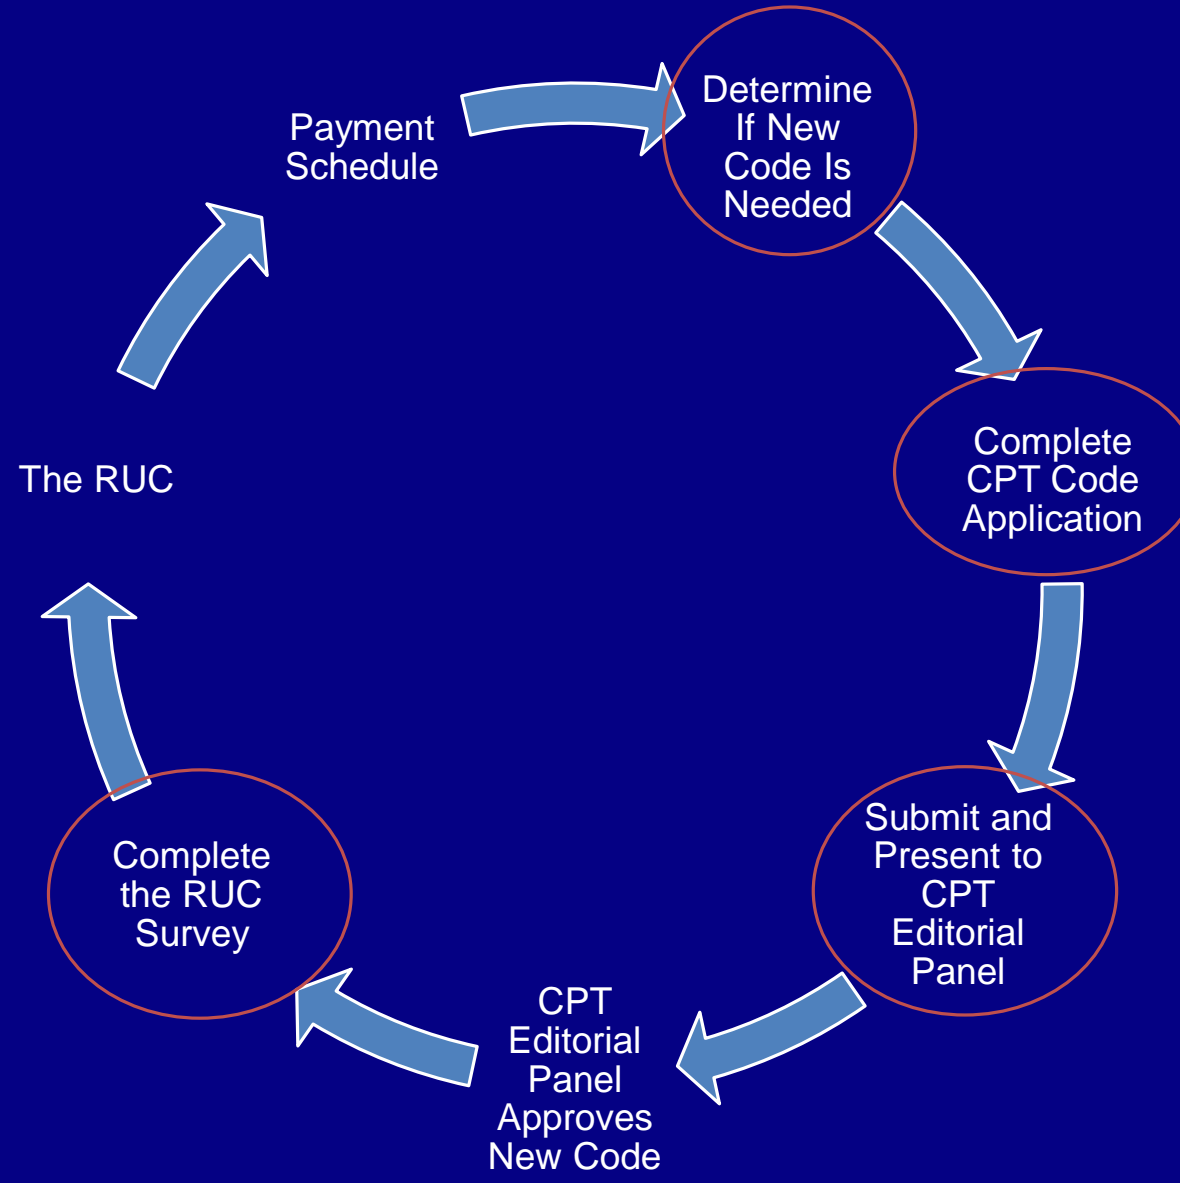 Payment
Schedule
Determine
If New
Code Is
Needed
Complete
CPT Code
Application
Submit and
Present to
CPT
Editorial
Panel
CPT
Editorial
Panel
Approves
New Code
Complete
the RUC
Survey
The RUC